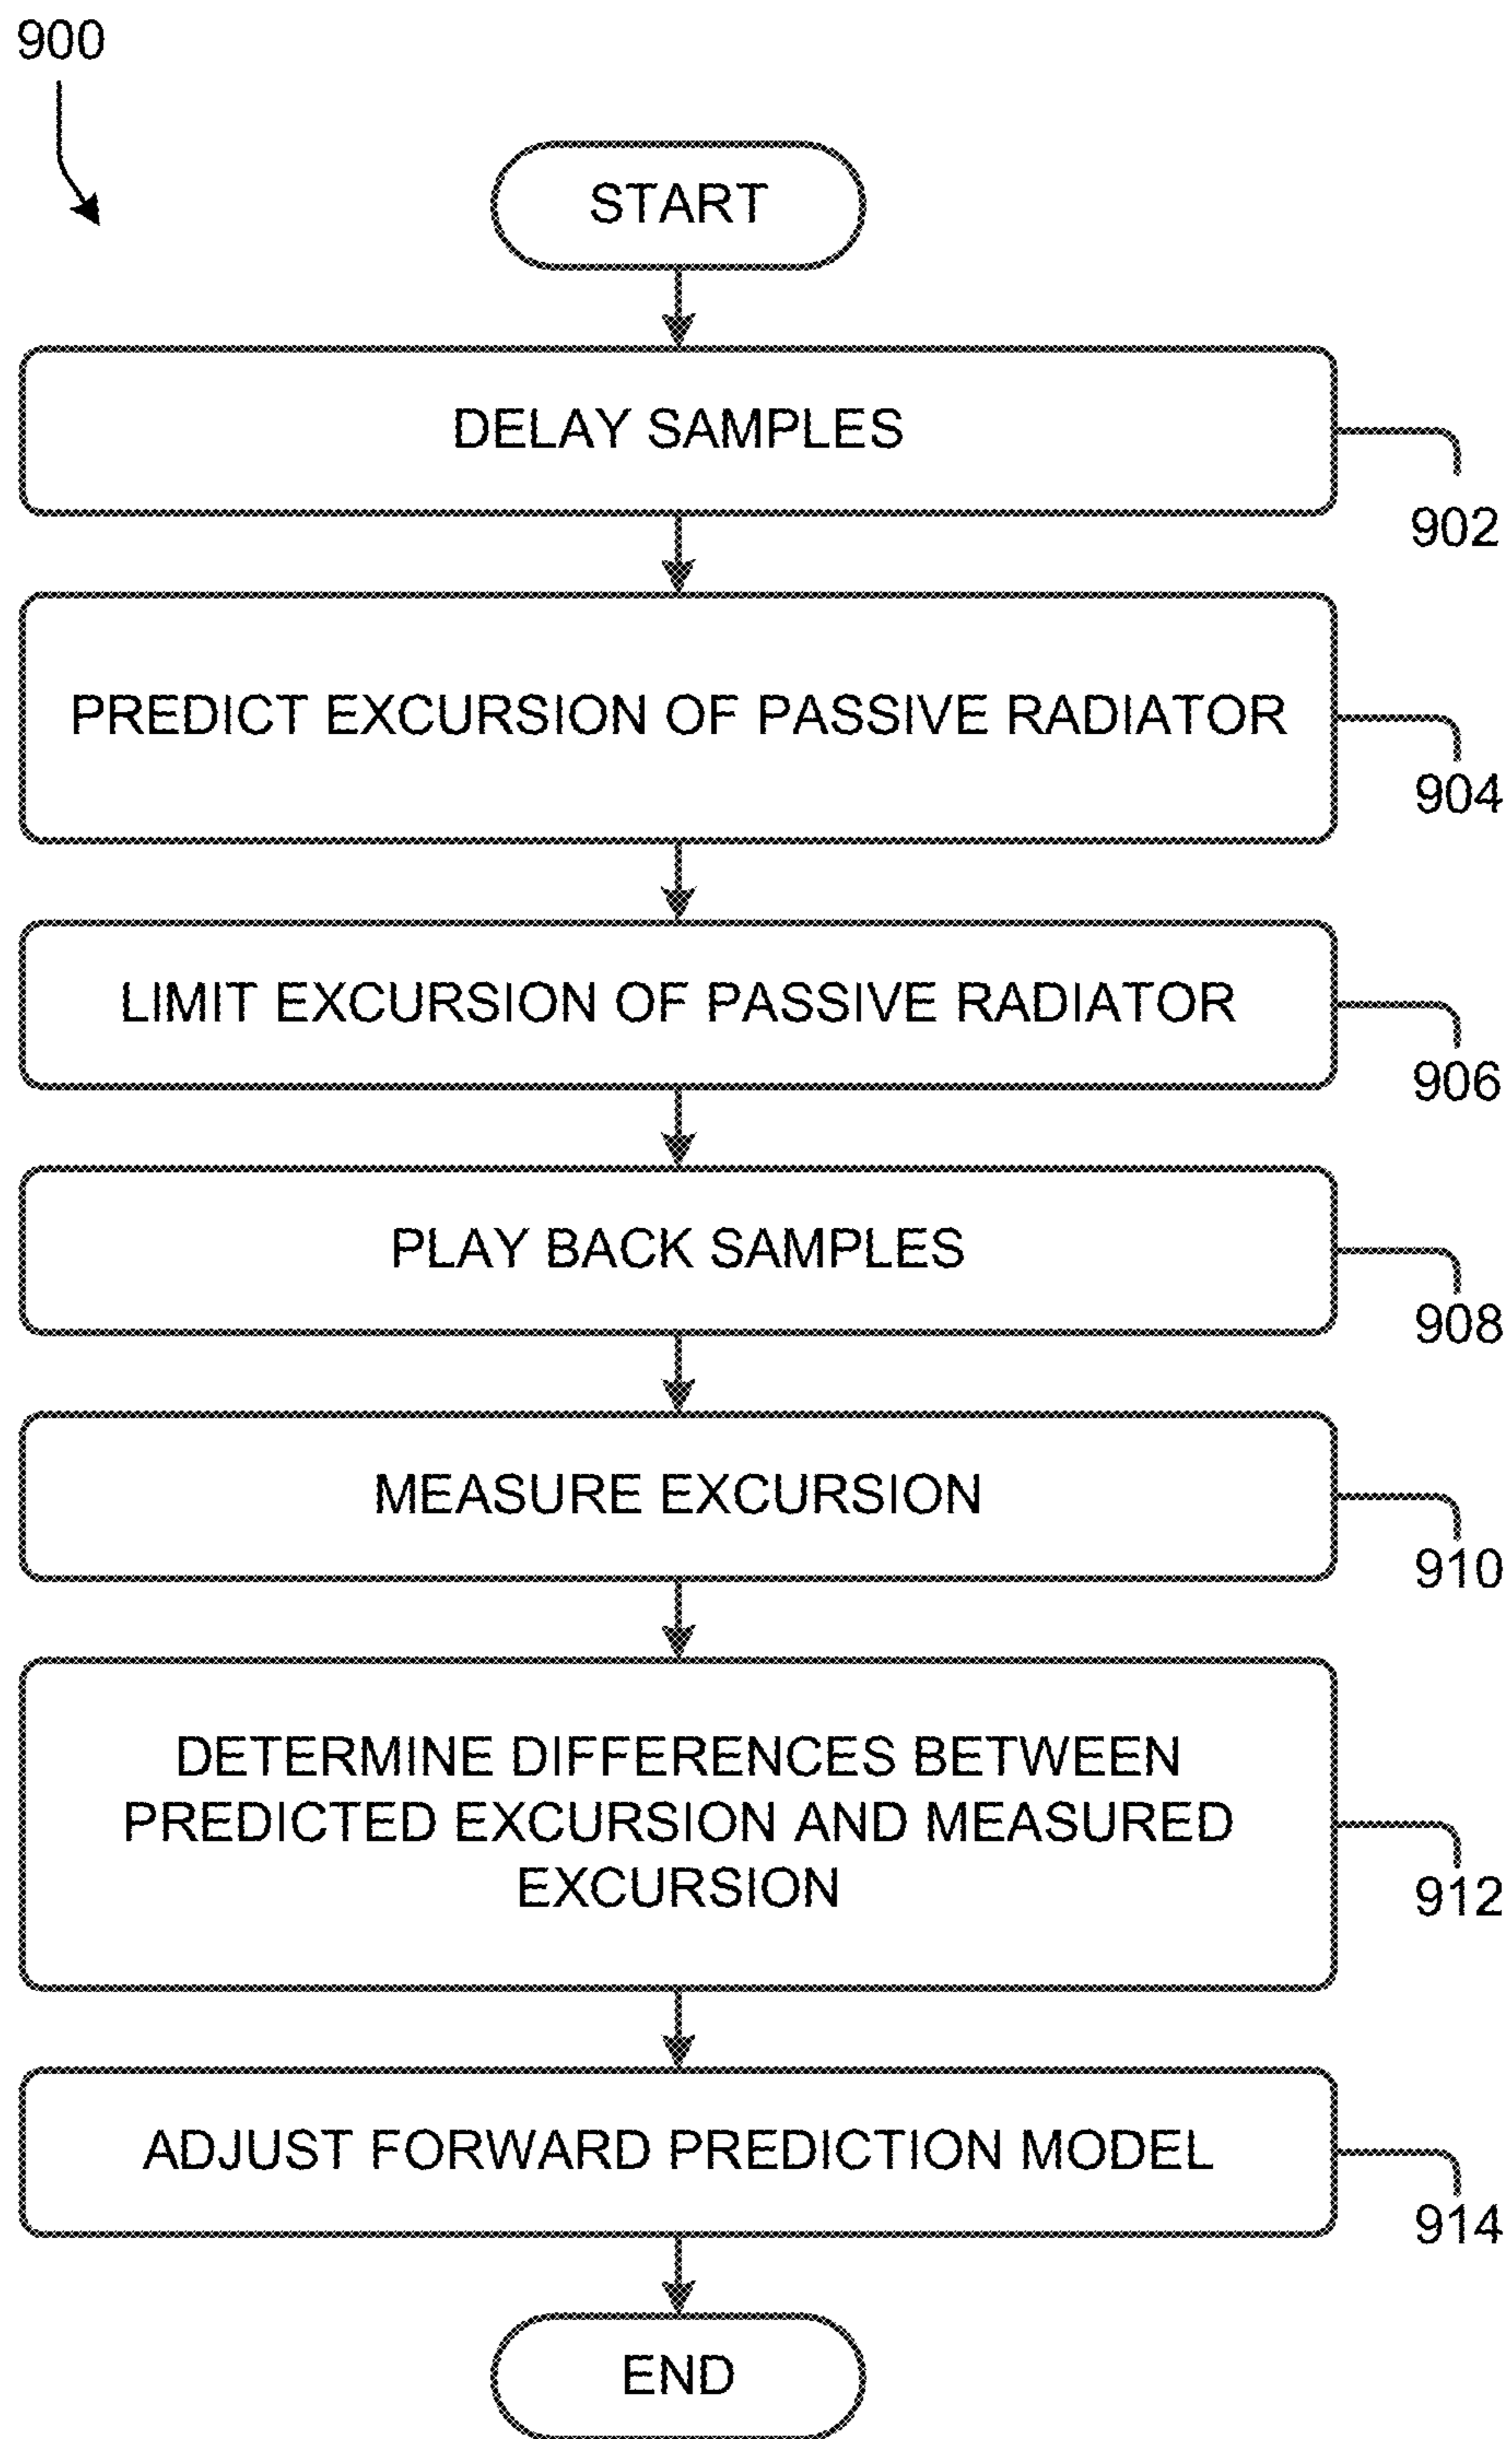 900
START
DELAY SAMPLES
902
PREDICT EXCURSION OF PASSIVE RADIATOR
904
LIMIT EXCURSION OF PASSIVE RADIATOR
906
PLAY BACK SAMPLES
908
MEASURE EXCURSION
910
DETERMINE DIFFERENCES BETWEEN
PREDICTED EXCURSION AND MEASURED
EXCURSION
912
ADJUST FORWARD PREDICTION MODEL
914
END